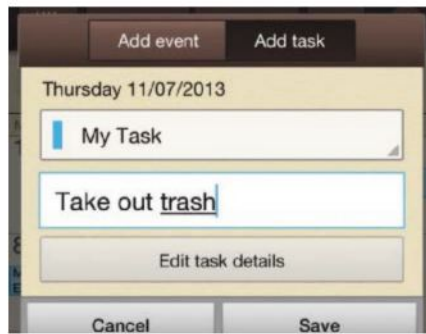 Add event Add task
Thursday 11/07/2013
My Task
Take out trash
Edit task details
Cancel Save